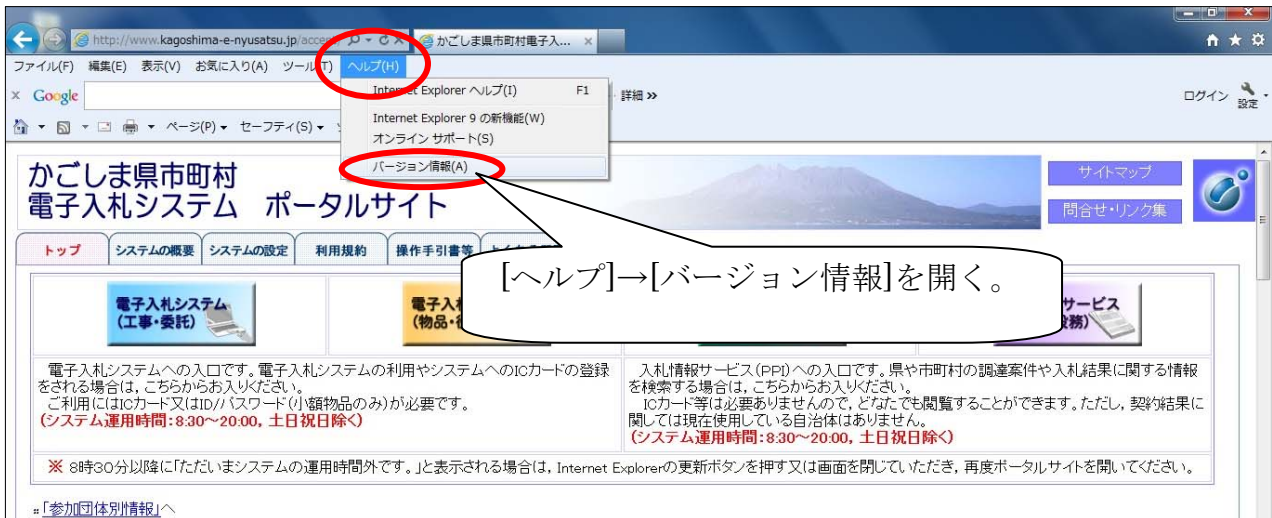 http://www.kagoshima-e-nyusatsu.jp/accept
かごしま県市町村電子入...
ファイル(F) 編集(E) 表示(V) お気に入り(A) ツール(T) ヘルプ(H)
Internet Explorer ヘルプ(I) F1
Internet Explorer 9 の新機能(W)
オンライン サポート(S)
バージョン情報(A)
× Google
詳細 »
ログイン
設定
ページ(P) セーフティ(S)
かごしま県市町村
電子入札システム ポータルサイト
サイトマップ
問合せ・リンク集
トップ システムの概要 システムの設定 利用規約 操作手引書等
[ヘルプ]→[バージョン情報]を開く。
電子入札システム
(工事・委託)
電子入
(物品・
サービス
務)
電子入札システムへの入口です。電子入札システムの利用やシステムへのICカードの登録
をされる場合は，こちらからお入りください。
ご利用にはICカード又はID/パスワード(小額物品のみ)が必要です。
(システム運用時間：8:30～20:00，土日祝日除く)
入札情報サービス(PPI)への入口です。県や市町村の調達案件や入札結果に関する情報
を検索する場合は，こちらからお入りください。
ICカード等は必要ありませんので，どなたでも閲覧することができます。ただし，契約結果に
関しては現在使用している自治体はありません。
(システム運用時間：8:30～20:00，土日祝日除く)
※ 8時30分以降に「ただいまシステムの運用時間外です。」と表示される場合は，Internet Explorerの更新ボタンを押す又は画面を閉じていただき，再度ポータルサイトを開いてください。
「参加団体別情報」へ